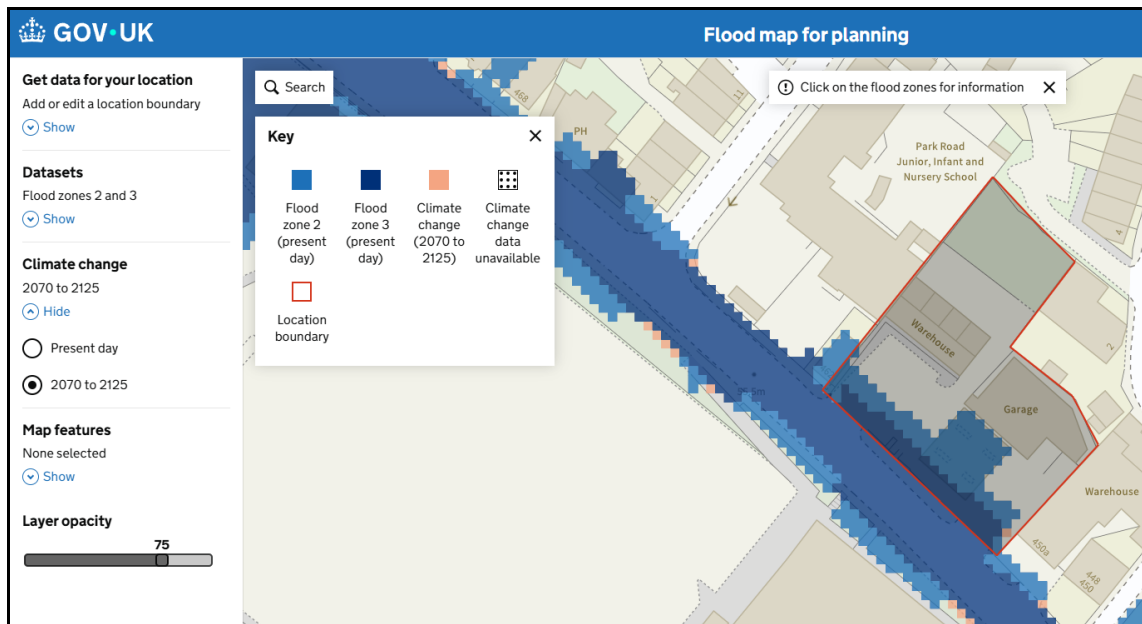 GOV·UK
Flood map for planning
Get data for your location
Add or edit a location boundary
Show
Datasets
Flood zones 2 and 3
Show
Climate change
2070 to 2125
Hide
Present day
2070 to 2125
Map features
None selected
Show
Layer opacity
75
Search
Click on the flood zones for information
Key
Flood
zone 2
(present
day)
Flood
zone 3
(present
day)
Climate
change
(2070 to
2125)
Climate
change
data
unavailable
Location
boundary
468
PH
11
Park Road
Junior, Infant and
Nursery School
4
2
Warehouse
Garage
Warehouse
450a
448
450